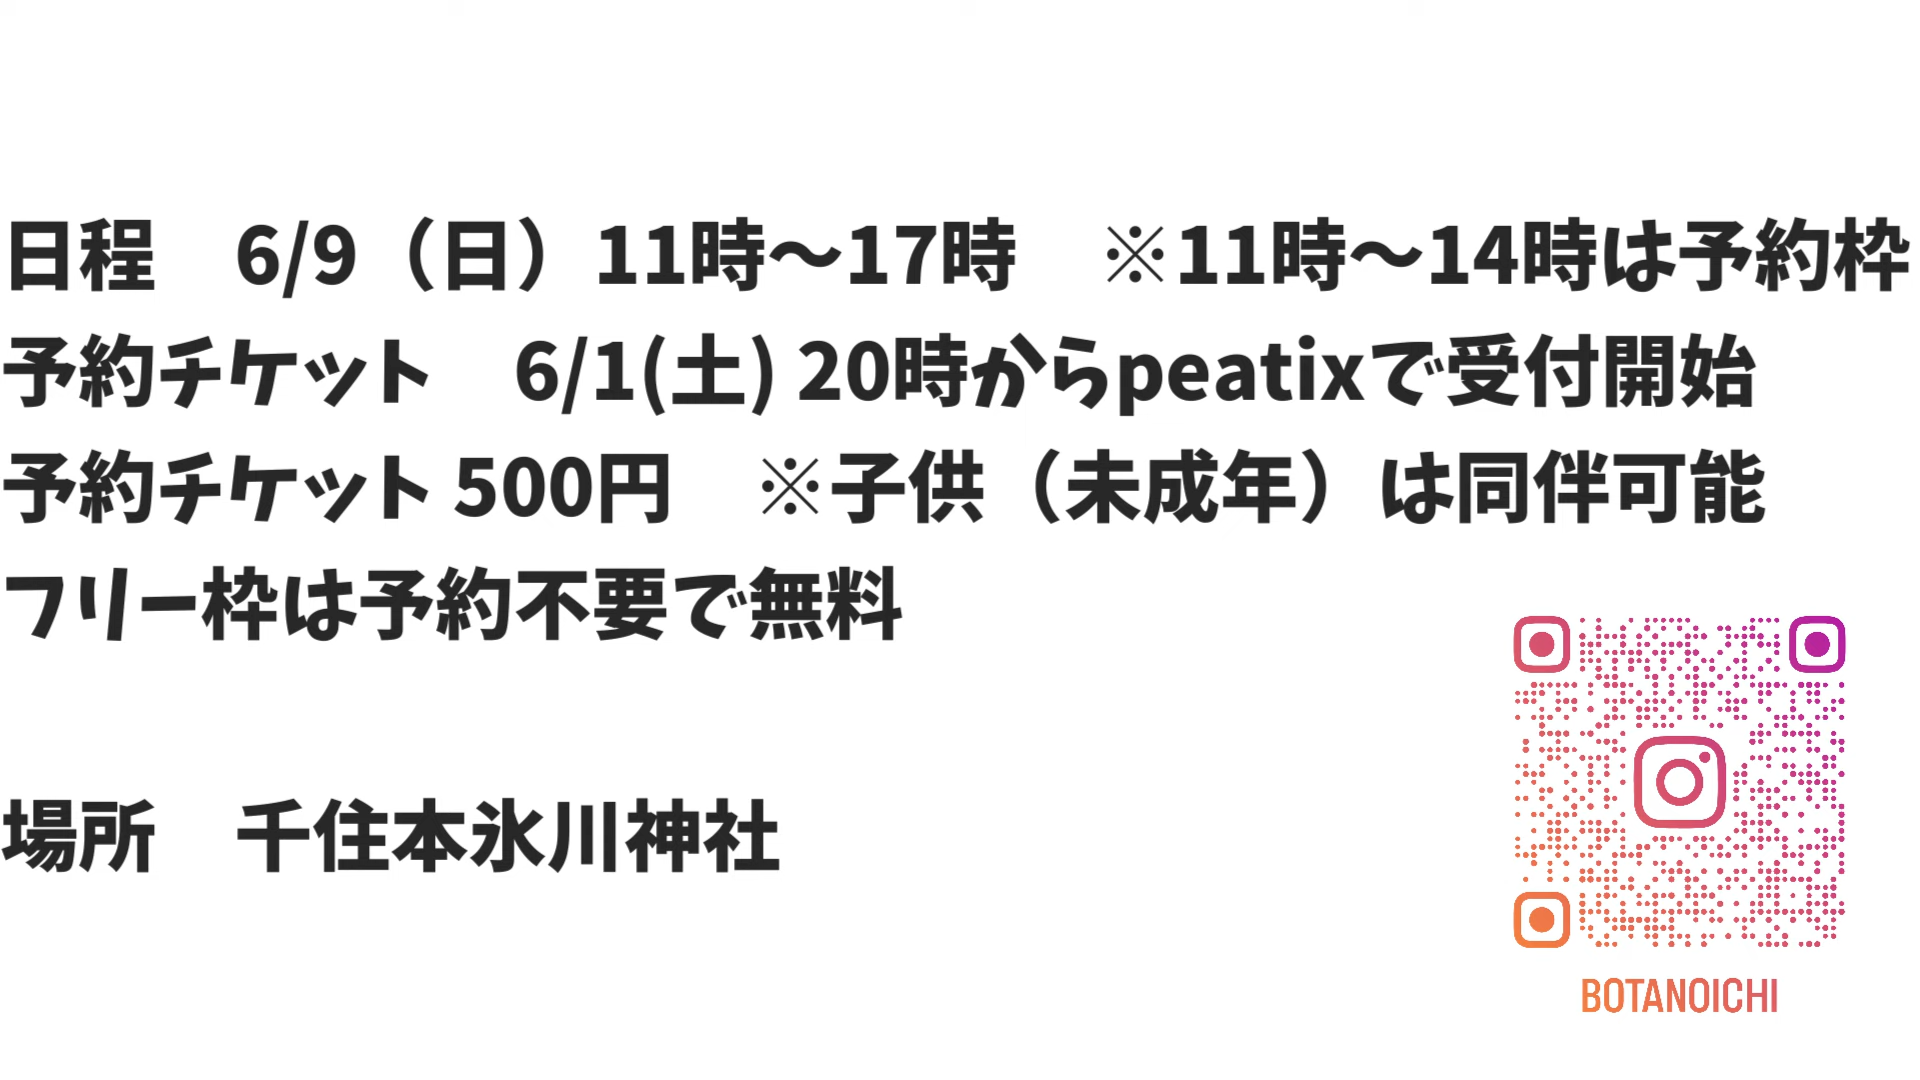 日程　6/9（日）11時〜17時　※11時〜14時は予約枠
予約チケット　6/1(土) 20時からpeatixで受付開始
予約チケット 500円　※子供（未成年）は同伴可能
フリー枠は予約不要で無料
場所　千住本氷川神社
BOTANOICHI